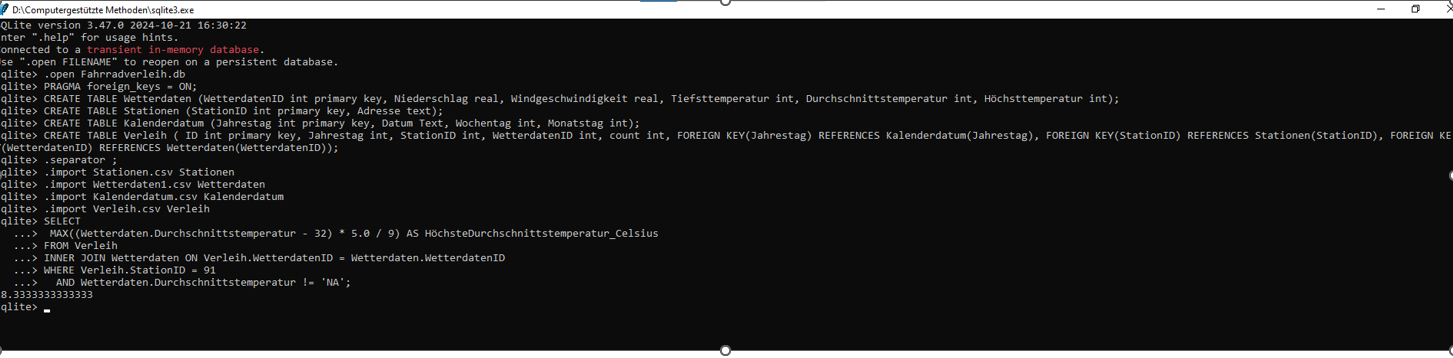 D:\Computergestützte Methoden\sqlite3.exe
QLite version 3.47.0 2024-10-21 16:30:22
nter ".help" for usage hints.
onnected to a transient in-memory database.
se ".open FILENAME" to reopen on a persistent database.
qlite> .open Fahrradverleih.db
qlite> PRAGMA foreign_keys = ON;
qlite> CREATE TABLE Wetterdaten (WetterdatenID int primary key, Niederschlag real, Windgeschwindigkeit real, Tiefsttemperatur int, Durchschnittstemperatur int, Höchsttemperatur int);
qlite> CREATE TABLE Stationen (StationID int primary key, Adresse text);
qlite> CREATE TABLE Kalenderdatum (Jahrestag int primary key, Datum Text, Wochentag int, Monatstag int);
qlite> CREATE TABLE Verleih ( ID int primary key, Jahrestag int, StationID int, WetterdatenID int, count int, FOREIGN KEY(Jahrestag) REFERENCES Kalenderdatum(Jahrestag), FOREIGN KEY(StationID) REFERENCES Stationen(StationID), FOREIGN KE
(WetterdatenID) REFERENCES Wetterdaten(WetterdatenID));
qlite> .separator ;
qlite> .import Stationen.csv Stationen
qlite> .import Wetterdaten1.csv Wetterdaten
qlite> .import Kalenderdatum.csv Kalenderdatum
qlite> .import Verleih.csv Verleih
qlite> SELECT
...> MAX((Wetterdaten.Durchschnittstemperatur - 32) * 5.0 / 9) AS HöchsteDurchschnittstemperatur_Celsius
...> FROM Verleih
...> INNER JOIN Wetterdaten ON Verleih.WetterdatenID = Wetterdaten.WetterdatenID
...> WHERE Verleih.StationID = 91
...> AND Wetterdaten.Durchschnittstemperatur != 'NA';
8.3333333333333
qlite>